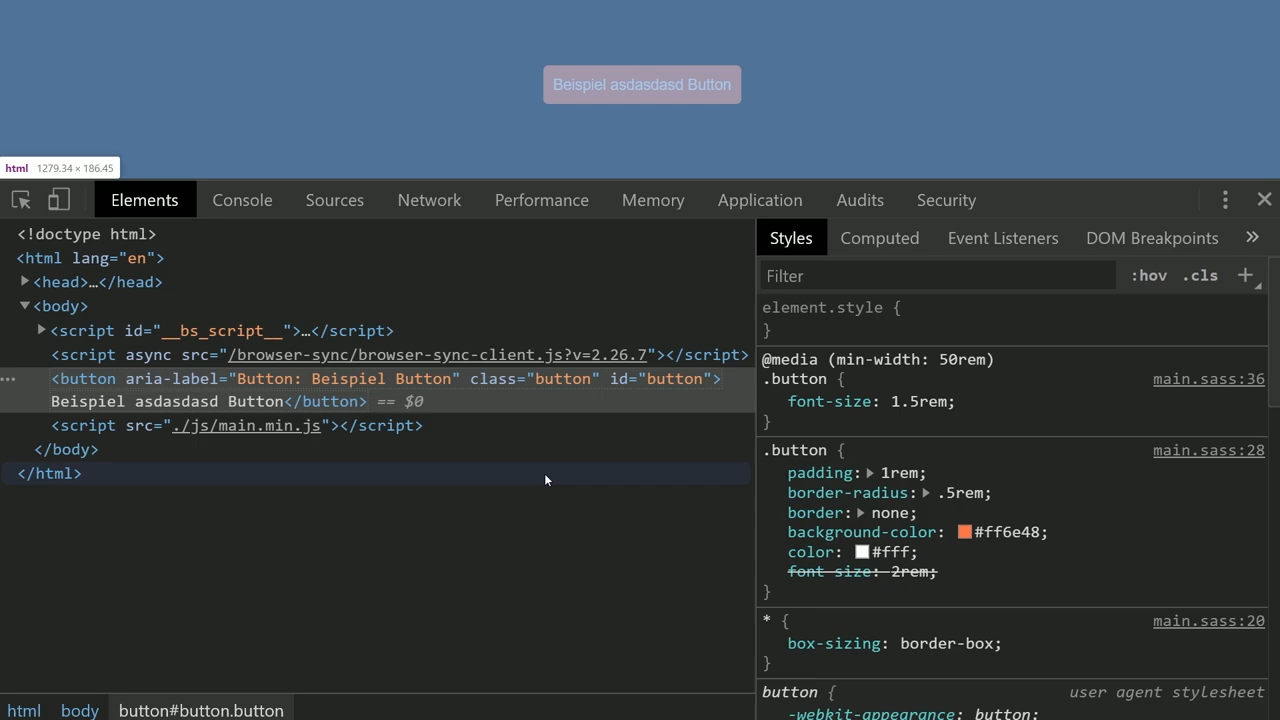 Beispiel asdasdasd Button
html 1279.34 × 186.45
Elements Console Sources Network Performance Memory Application Audits Security
<!doctype html>
<html lang="en">
<head>…</head>
<body>
<script id="__bs_script__">…</script>
<script async src="/browser-sync/browser-sync-client.js?v=2.26.7"></script>
<button aria-label="Button: Beispiel Button" class="button" id="button">
Beispiel asdasdasd Button</button> == $0
<script src="./js/main.min.js"></script>
</body>
</html>
html body button#button.button
Styles Computed Event Listeners DOM Breakpoints
Filter :hov .cls
element.style {
}
@media (min-width: 50rem)
.button { main.sass:36
font-size: 1.5rem;
}
.button { main.sass:28
padding: 1rem;
border-radius: .5rem;
border: none;
background-color: #ff6e48;
color: #fff;
font-size: 2rem;
}
* { main.sass:20
box-sizing: border-box;
}
button { user agent stylesheet
-webkit-appearance: button;